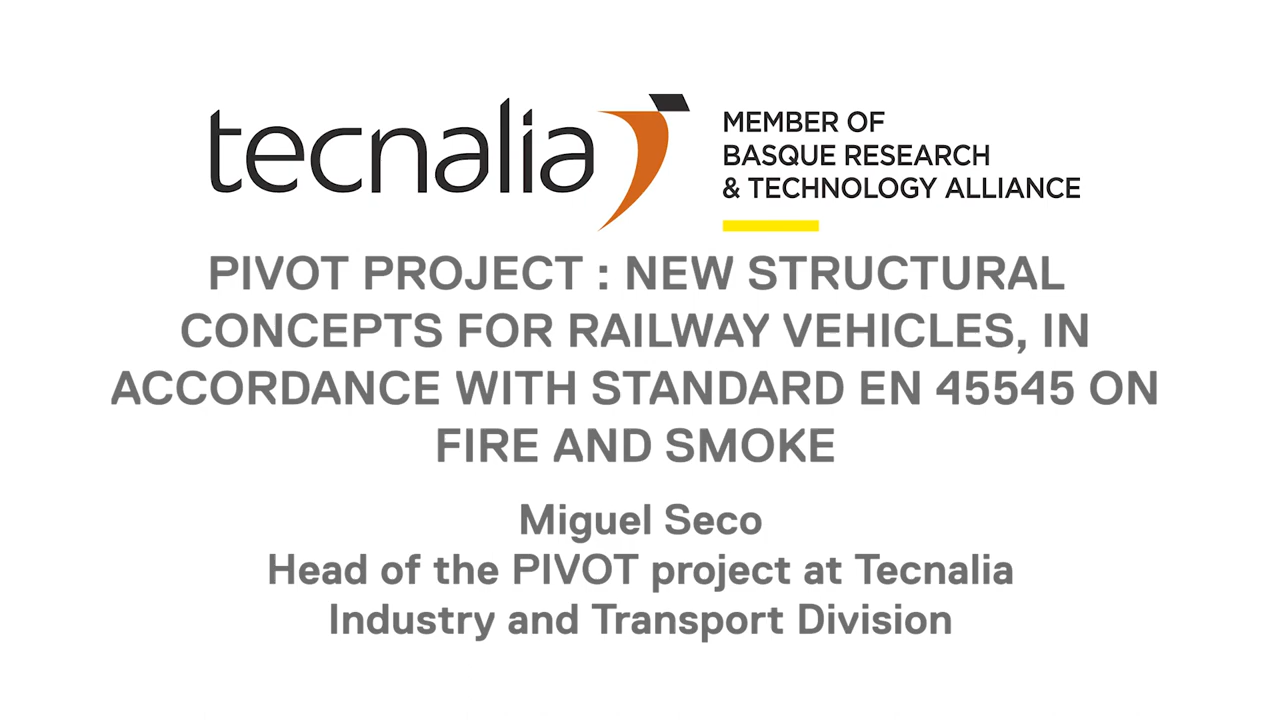 tecnalia
MEMBER OF
BASQUE RESEARCH
& TECHNOLOGY ALLIANCE
PIVOT PROJECT : NEW STRUCTURAL
CONCEPTS FOR RAILWAY VEHICLES, IN
ACCORDANCE WITH STANDARD EN 45545 ON
FIRE AND SMOKE
Miguel Seco
Head of the PIVOT project at Tecnalia
Industry and Transport Division